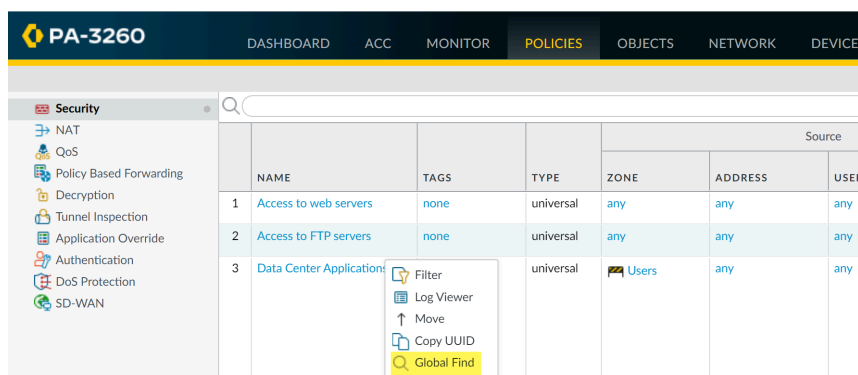 PA-3260 DASHBOARD ACC MONITOR POLICIES OBJECTS NETWORK DEVICE
Security
NAT
QoS
Policy Based Forwarding
Decryption
Tunnel Inspection
Application Override
Authentication
DoS Protection
SD-WAN
Source
NAME TAGS TYPE ZONE ADDRESS USE
1 Access to web servers none universal any any any
2 Access to FTP servers none universal any any any
3 Data Center Applications universal Users any any
Filter
Log Viewer
Move
Copy UUID
Global Find